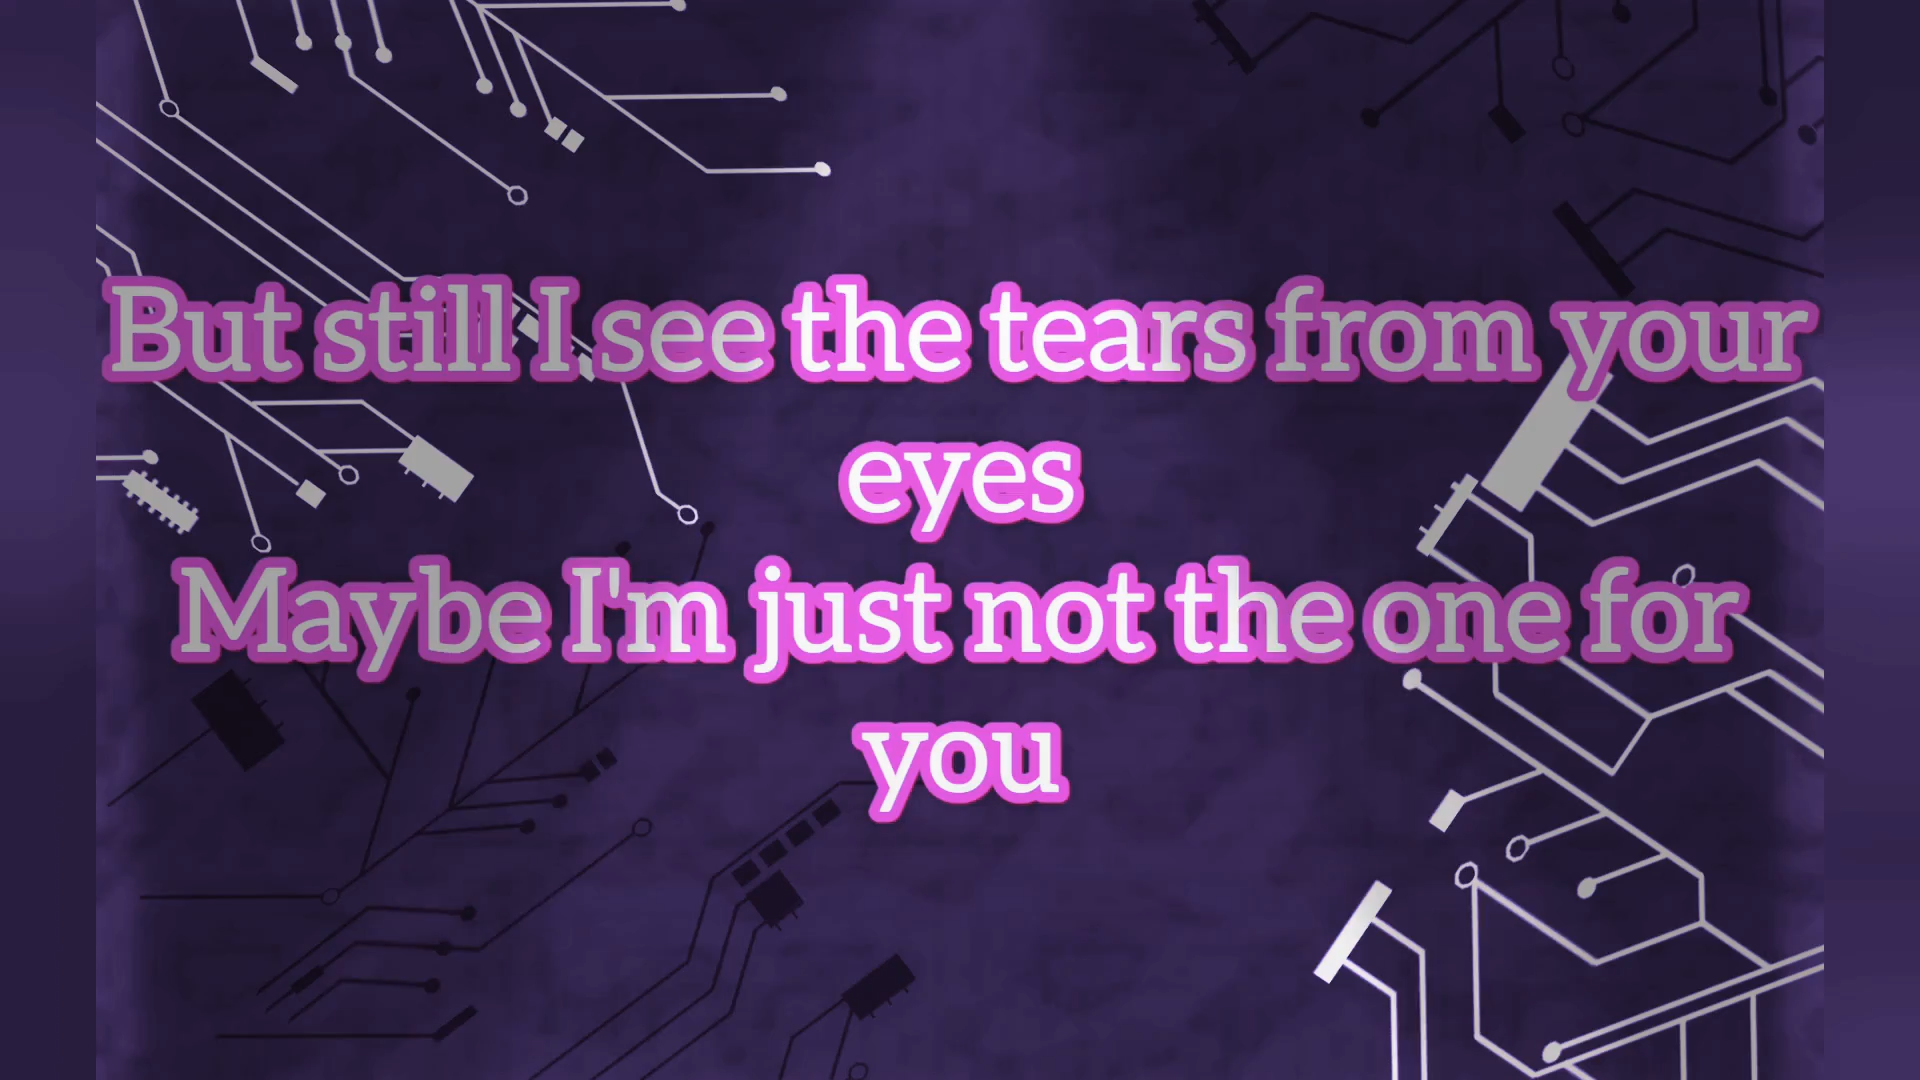 But still I see the tears from your
eyes
Maybe I'm just not the one for
you